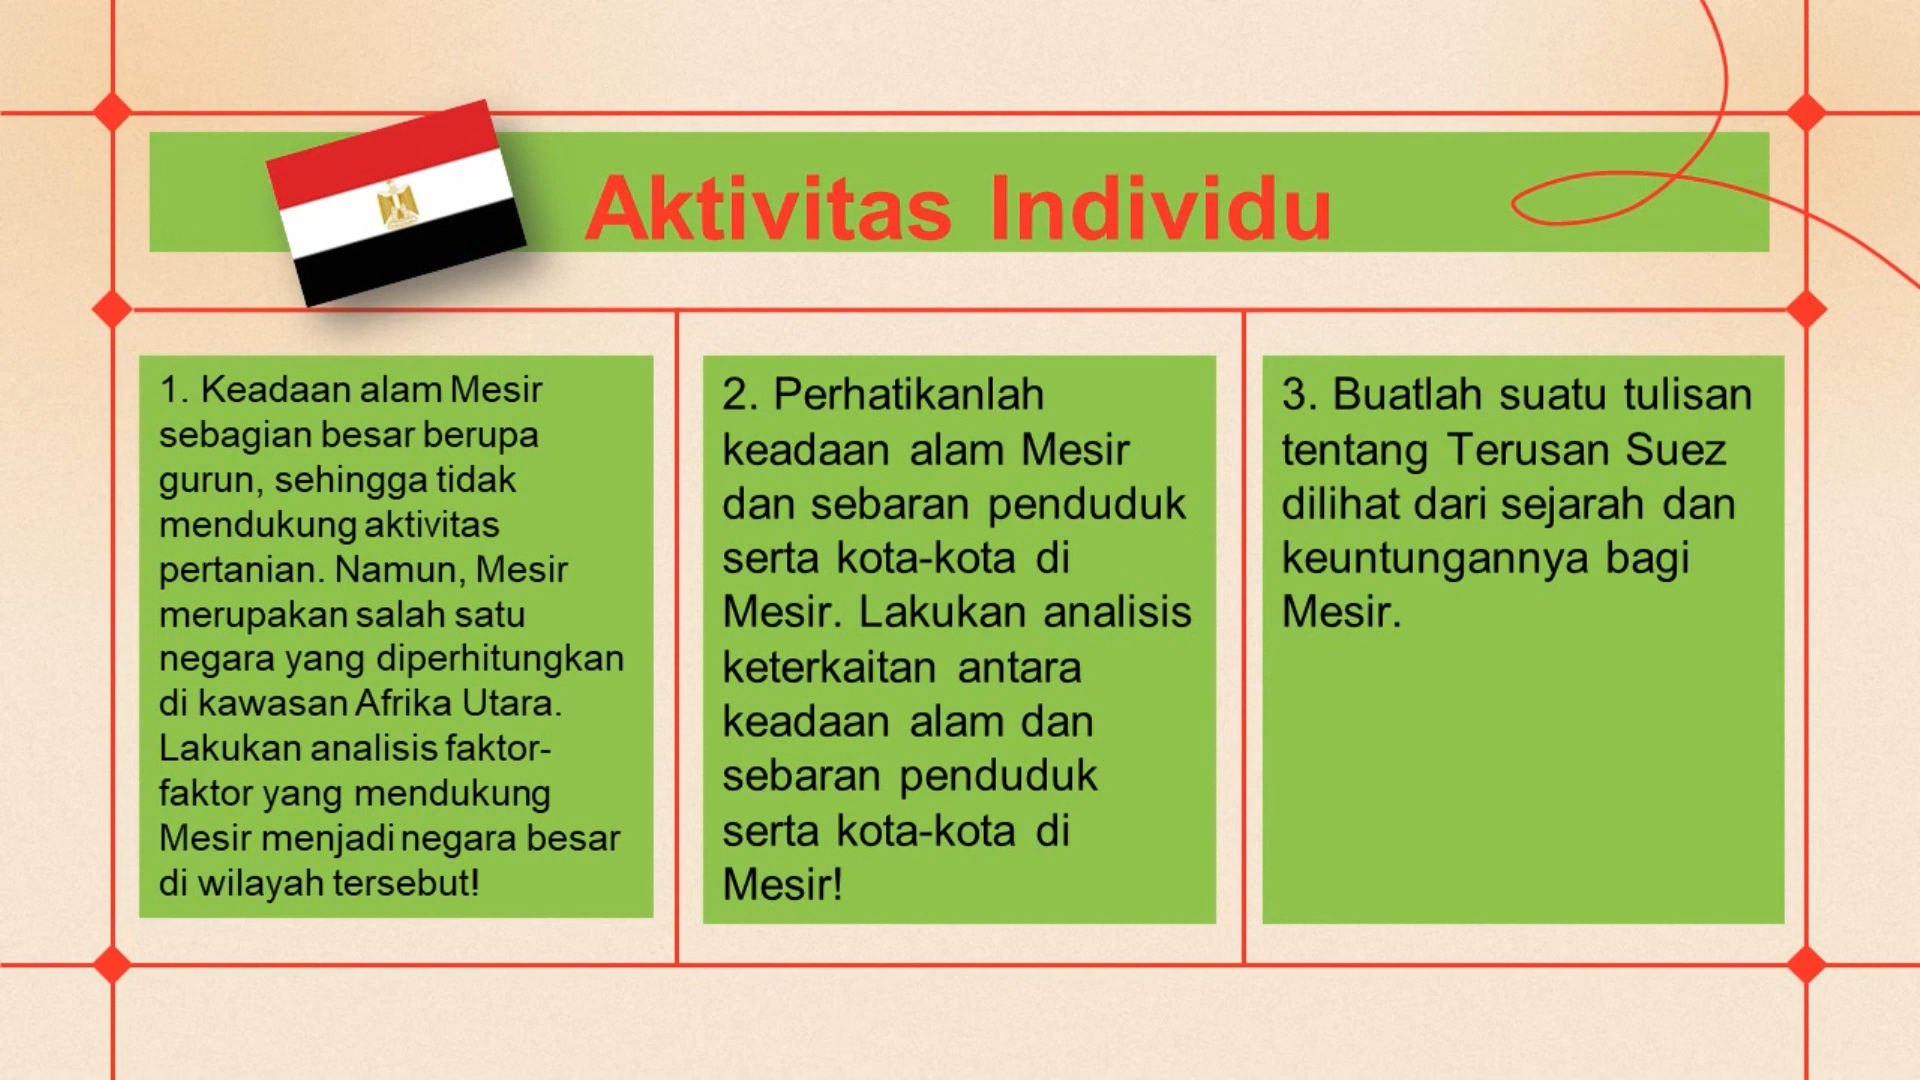 Aktivitas Individu
1. Keadaan alam Mesir
sebagian besar berupa
gurun, sehingga tidak
mendukung aktivitas
pertanian. Namun, Mesir
merupakan salah satu
negara yang diperhitungkan
di kawasan Afrika Utara.
Lakukan analisis faktor-
faktor yang mendukung
Mesir menjadi negara besar
di wilayah tersebut!
2. Perhatikanlah
keadaan alam Mesir
dan sebaran penduduk
serta kota-kota di
Mesir. Lakukan analisis
keterkaitan antara
keadaan alam dan
sebaran penduduk
serta kota-kota di
Mesir!
3. Buatlah suatu tulisan
tentang Terusan Suez
dilihat dari sejarah dan
keuntungannya bagi
Mesir.